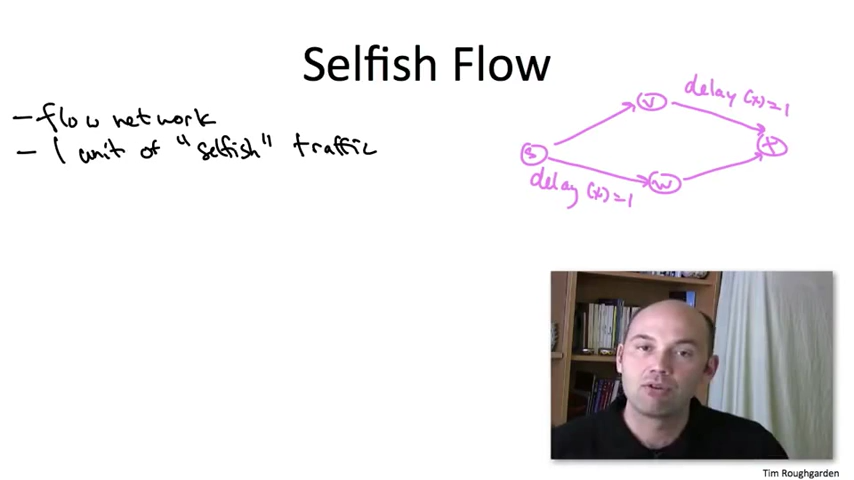 Selfish Flow
– flow network
– 1 unit of "selfish" traffic
delay (x)=1
v
s
t
w
delay (x)=1
Tim Roughgarden